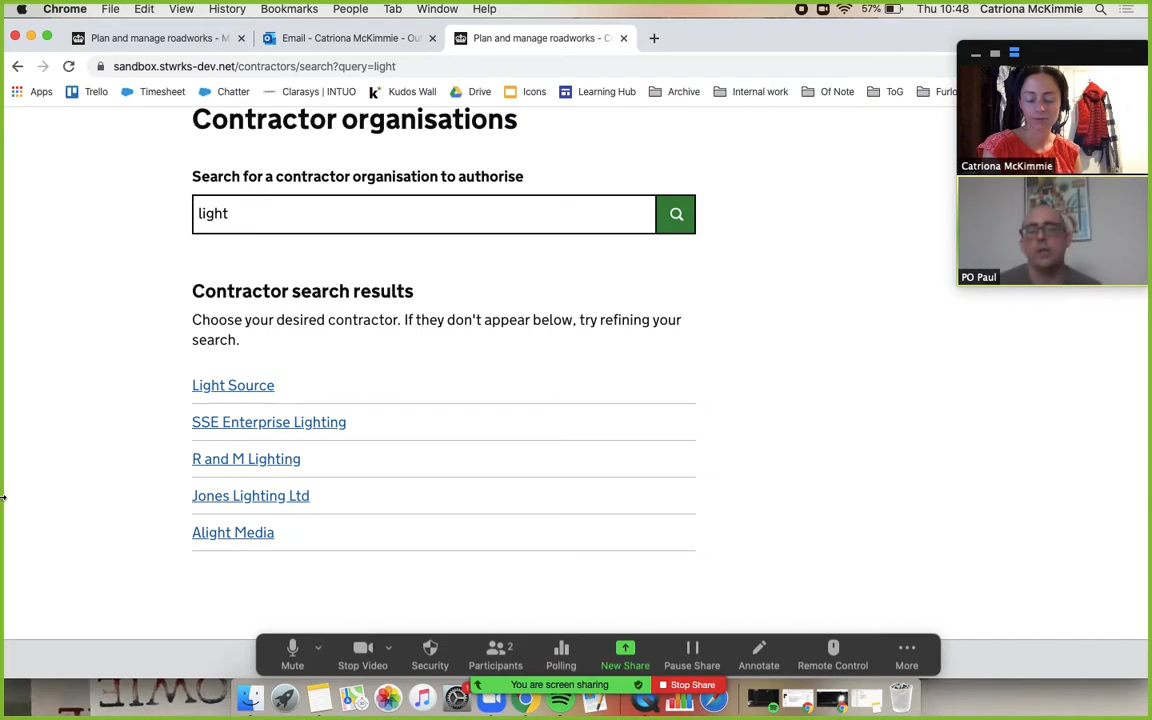 Chrome File Edit View History Bookmarks People Tab Window Help 57% Thu 10:48 Catriona McKimmie
Plan and manage roadworks - M
Email - Catriona McKimmie - Ou
Plan and manage roadworks - C
sandbox.stwrks-dev.net/contractors/search?query=light
Apps Trello Timesheet Chatter Clarasys | INTUO Kudos Wall Drive Icons Learning Hub Archive Internal work Of Note ToG Furlo
Contractor organisations
Search for a contractor organisation to authorise
light
Contractor search results
Choose your desired contractor. If they don't appear below, try refining your
search.
Light Source
SSE Enterprise Lighting
R and M Lighting
Jones Lighting Ltd
Alight Media
Catriona McKimmie
PO Paul
Mute Stop Video Security Participants 2 Polling New Share Pause Share Annotate Remote Control More
You are screen sharing Stop Share
OWIE